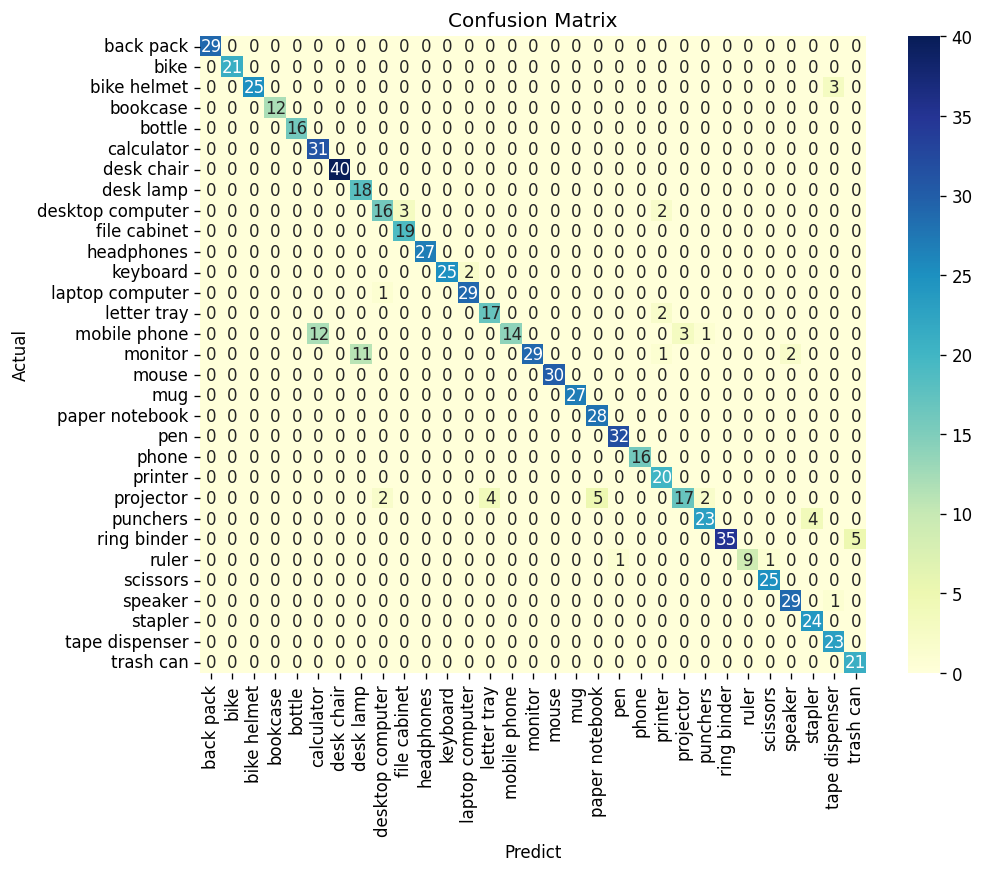 Confusion Matrix
back pack 29 0 0 0 0 0 0 0 0 0 0 0 0 0 0 0 0 0 0 0 0 0 0 0 0 0 0 0 0 0 0
bike 0 21 0 0 0 0 0 0 0 0 0 0 0 0 0 0 0 0 0 0 0 0 0 0 0 0 0 0 0 0 0
bike helmet 0 0 25 0 0 0 0 0 0 0 0 0 0 0 0 0 0 0 0 0 0 0 0 0 0 0 0 0 0 3 0
bookcase 0 0 0 12 0 0 0 0 0 0 0 0 0 0 0 0 0 0 0 0 0 0 0 0 0 0 0 0 0 0 0
bottle 0 0 0 0 16 0 0 0 0 0 0 0 0 0 0 0 0 0 0 0 0 0 0 0 0 0 0 0 0 0 0
calculator 0 0 0 0 0 31 0 0 0 0 0 0 0 0 0 0 0 0 0 0 0 0 0 0 0 0 0 0 0 0 0
desk chair 0 0 0 0 0 0 40 0 0 0 0 0 0 0 0 0 0 0 0 0 0 0 0 0 0 0 0 0 0 0 0
desk lamp 0 0 0 0 0 0 0 18 0 0 0 0 0 0 0 0 0 0 0 0 0 0 0 0 0 0 0 0 0 0 0
desktop computer 0 0 0 0 0 0 0 0 16 3 0 0 0 0 0 0 0 0 0 0 0 2 0 0 0 0 0 0 0 0 0
file cabinet 0 0 0 0 0 0 0 0 0 19 0 0 0 0 0 0 0 0 0 0 0 0 0 0 0 0 0 0 0 0 0
headphones 0 0 0 0 0 0 0 0 0 0 27 0 0 0 0 0 0 0 0 0 0 0 0 0 0 0 0 0 0 0 0
keyboard 0 0 0 0 0 0 0 0 0 0 0 25 2 0 0 0 0 0 0 0 0 0 0 0 0 0 0 0 0 0 0
laptop computer 0 0 0 0 0 0 0 0 1 0 0 0 29 0 0 0 0 0 0 0 0 0 0 0 0 0 0 0 0 0 0
letter tray 0 0 0 0 0 0 0 0 0 0 0 0 0 17 0 0 0 0 0 0 0 2 0 0 0 0 0 0 0 0 0
mobile phone 0 0 0 0 0 12 0 0 0 0 0 0 0 0 14 0 0 0 0 0 0 0 3 1 0 0 0 0 0 0 0
monitor 0 0 0 0 0 0 0 11 0 0 0 0 0 0 0 29 0 0 0 0 0 1 0 0 0 0 0 2 0 0 0
mouse 0 0 0 0 0 0 0 0 0 0 0 0 0 0 0 0 30 0 0 0 0 0 0 0 0 0 0 0 0 0 0
mug 0 0 0 0 0 0 0 0 0 0 0 0 0 0 0 0 0 27 0 0 0 0 0 0 0 0 0 0 0 0 0
paper notebook 0 0 0 0 0 0 0 0 0 0 0 0 0 0 0 0 0 0 28 0 0 0 0 0 0 0 0 0 0 0 0
pen 0 0 0 0 0 0 0 0 0 0 0 0 0 0 0 0 0 0 0 32 0 0 0 0 0 0 0 0 0 0 0
phone 0 0 0 0 0 0 0 0 0 0 0 0 0 0 0 0 0 0 0 0 16 0 0 0 0 0 0 0 0 0 0
printer 0 0 0 0 0 0 0 0 0 0 0 0 0 0 0 0 0 0 0 0 0 20 0 0 0 0 0 0 0 0 0
projector 0 0 0 0 0 0 0 0 2 0 0 0 0 4 0 0 0 0 5 0 0 0 17 2 0 0 0 0 0 0 0
punchers 0 0 0 0 0 0 0 0 0 0 0 0 0 0 0 0 0 0 0 0 0 0 0 23 0 0 0 0 4 0 0
ring binder 0 0 0 0 0 0 0 0 0 0 0 0 0 0 0 0 0 0 0 0 0 0 0 0 35 0 0 0 0 0 5
ruler 0 0 0 0 0 0 0 0 0 0 0 0 0 0 0 0 0 0 0 1 0 0 0 0 0 9 1 0 0 0 0
scissors 0 0 0 0 0 0 0 0 0 0 0 0 0 0 0 0 0 0 0 0 0 0 0 0 0 0 25 0 0 0 0
speaker 0 0 0 0 0 0 0 0 0 0 0 0 0 0 0 0 0 0 0 0 0 0 0 0 0 0 0 29 0 1 0
stapler 0 0 0 0 0 0 0 0 0 0 0 0 0 0 0 0 0 0 0 0 0 0 0 0 0 0 0 0 24 0 0
tape dispenser 0 0 0 0 0 0 0 0 0 0 0 0 0 0 0 0 0 0 0 0 0 0 0 0 0 0 0 0 0 23 0
trash can 0 0 0 0 0 0 0 0 0 0 0 0 0 0 0 0 0 0 0 0 0 0 0 0 0 0 0 0 0 0 21
Actual
back pack
bike
bike helmet
bookcase
bottle
calculator
desk chair
desk lamp
desktop computer
file cabinet
headphones
keyboard
laptop computer
letter tray
mobile phone
monitor
mouse
mug
paper notebook
pen
phone
printer
projector
punchers
ring binder
ruler
scissors
speaker
stapler
tape dispenser
trash can
Predict
40
35
30
25
20
15
10
5
0